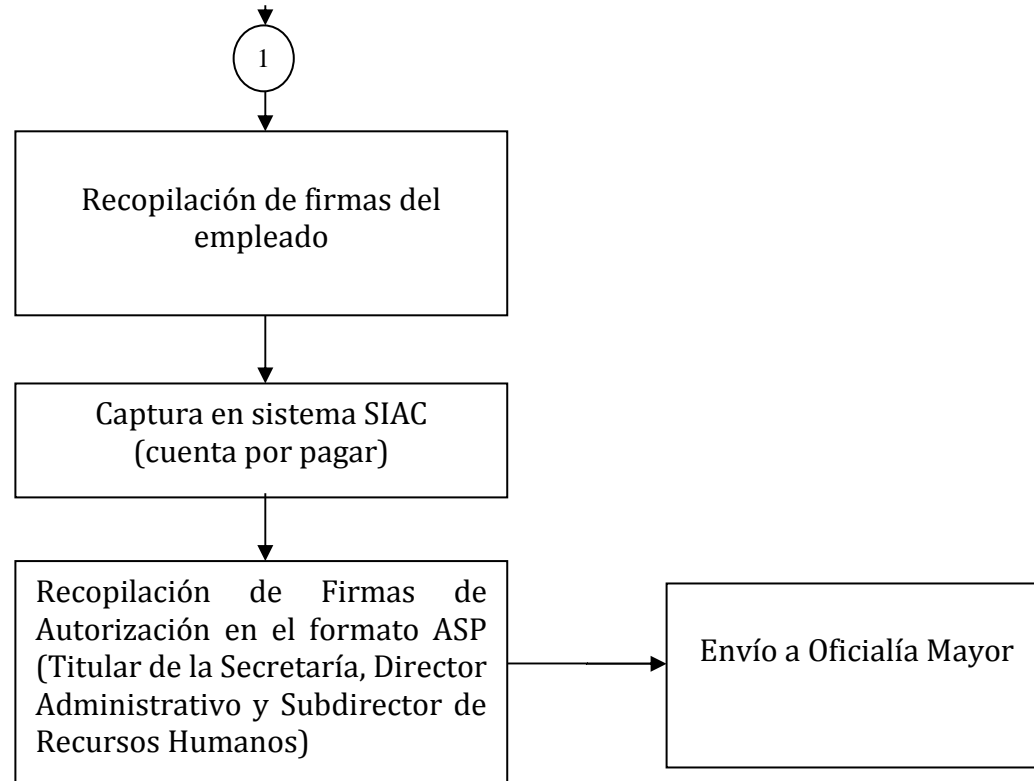 1
Recopilación de firmas del
empleado
Captura en sistema SIAC
(cuenta por pagar)
Recopilación de Firmas de
Autorización en el formato ASP
(Titular de la Secretaría, Director
Administrativo y Subdirector de
Recursos Humanos)
Envío a Oficialía Mayor